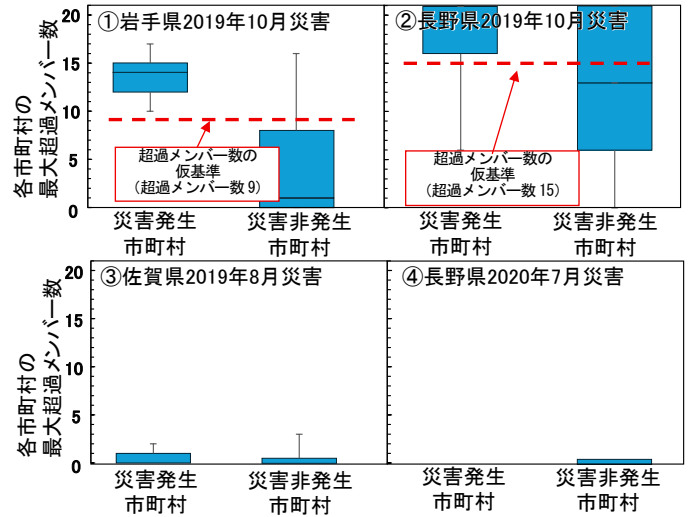 各市町村の
最大超過メンバー数
20
15
10
5
0
①岩手県2019年10月災害
超過メンバー数の
仮基準
(超過メンバー数9)
災害発生
市町村
災害非発生
市町村
②長野県2019年10月災害
超過メンバー数の
仮基準
(超過メンバー数15)
災害発生
市町村
災害非発生
市町村
各市町村の
最大超過メンバー数
20
15
10
5
0
③佐賀県2019年8月災害
災害発生
市町村
災害非発生
市町村
④長野県2020年7月災害
災害発生
市町村
災害非発生
市町村